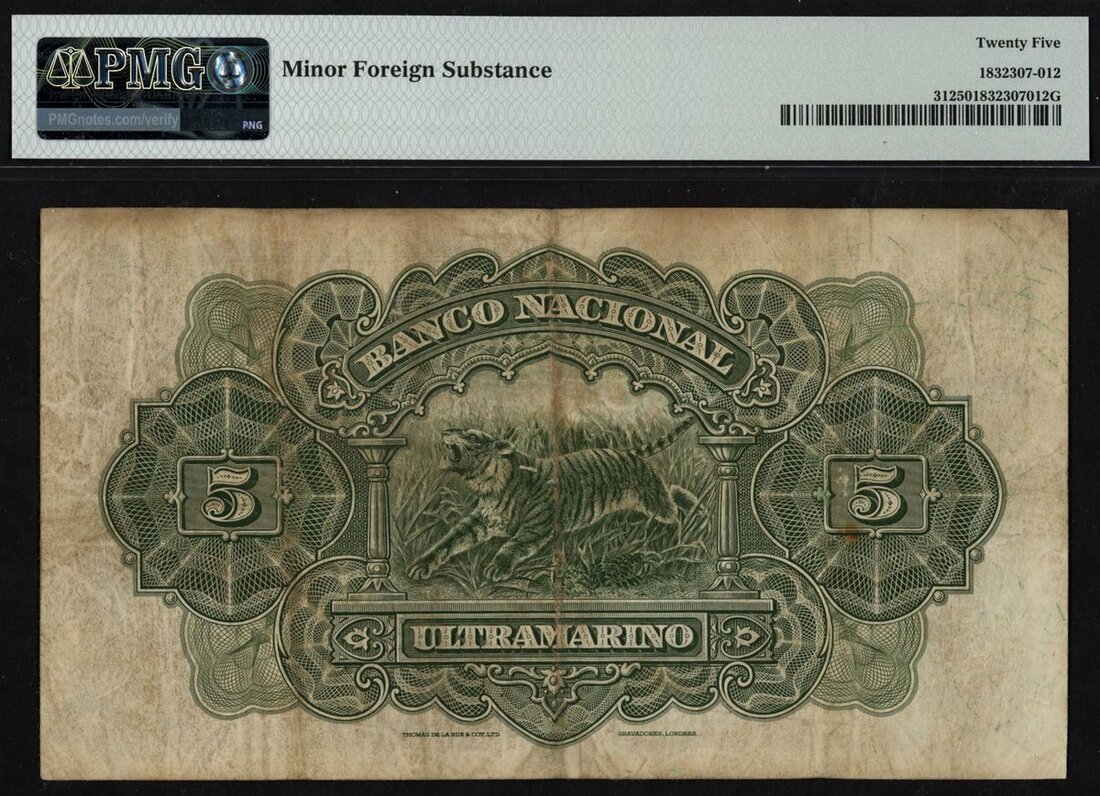 PMG
PMGnotes.com/verify
PNG
Minor Foreign Substance
Twenty Five
1832307-012
312501832307012G
BANCO NACIONAL
5
5
ULTRAMARINO
THOMAS DE LA RUE & COY, LTD
GRAVADORES, LONDRES.